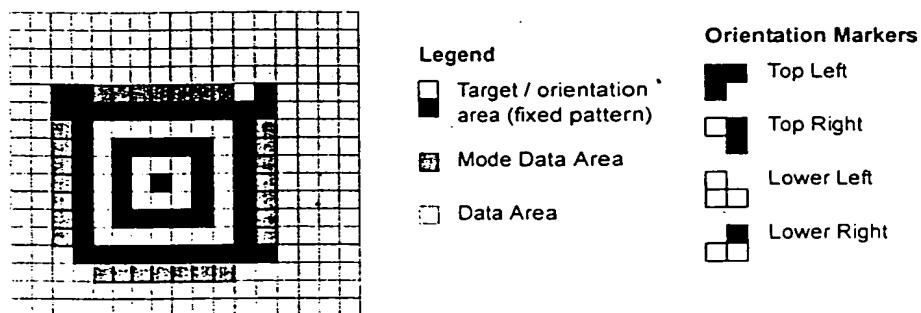 Legend
Target / orientation
area (fixed pattern)
Mode Data Area
Data Area
Orientation Markers
Top Left
Top Right
Lower Left
Lower Right